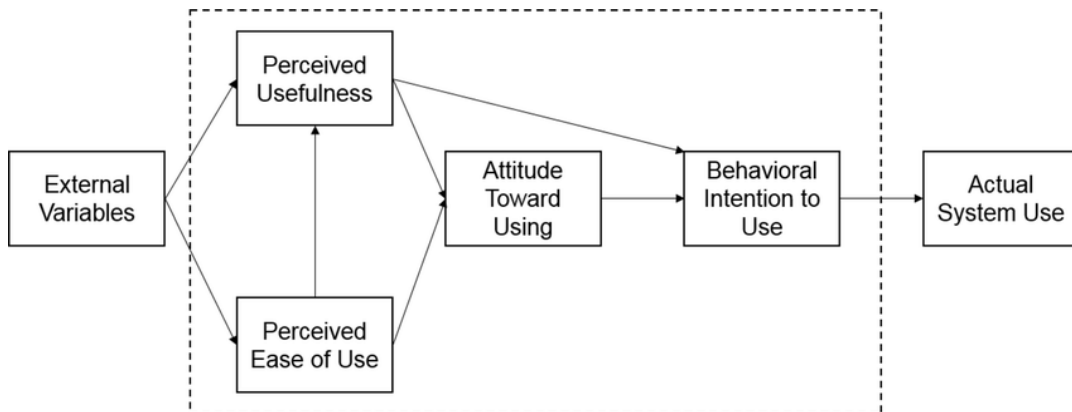 Perceived
Usefulness
External
Variables
Attitude
Toward
Using
Behavioral
Intention to
Use
Actual
System Use
Perceived
Ease of Use